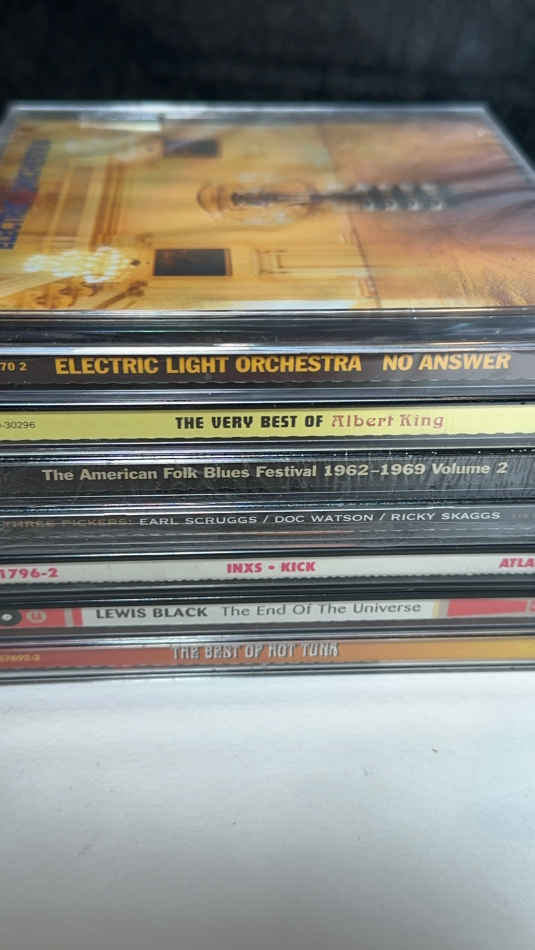 ELECTRIC LIGHT ORCHESTRA NO ANSWER
70 2
THE VERY BEST OF Albert King
-30296
The American Folk Blues Festival 1962-1969 Volume 2
THREE PICKERS: EARL SCRUGGS / DOC WATSON / RICKY SKAGGS
1796-2 INXS • KICK ATLA
LEWIS BLACK The End Of The Universe
THE BEST OF HOT TUNA